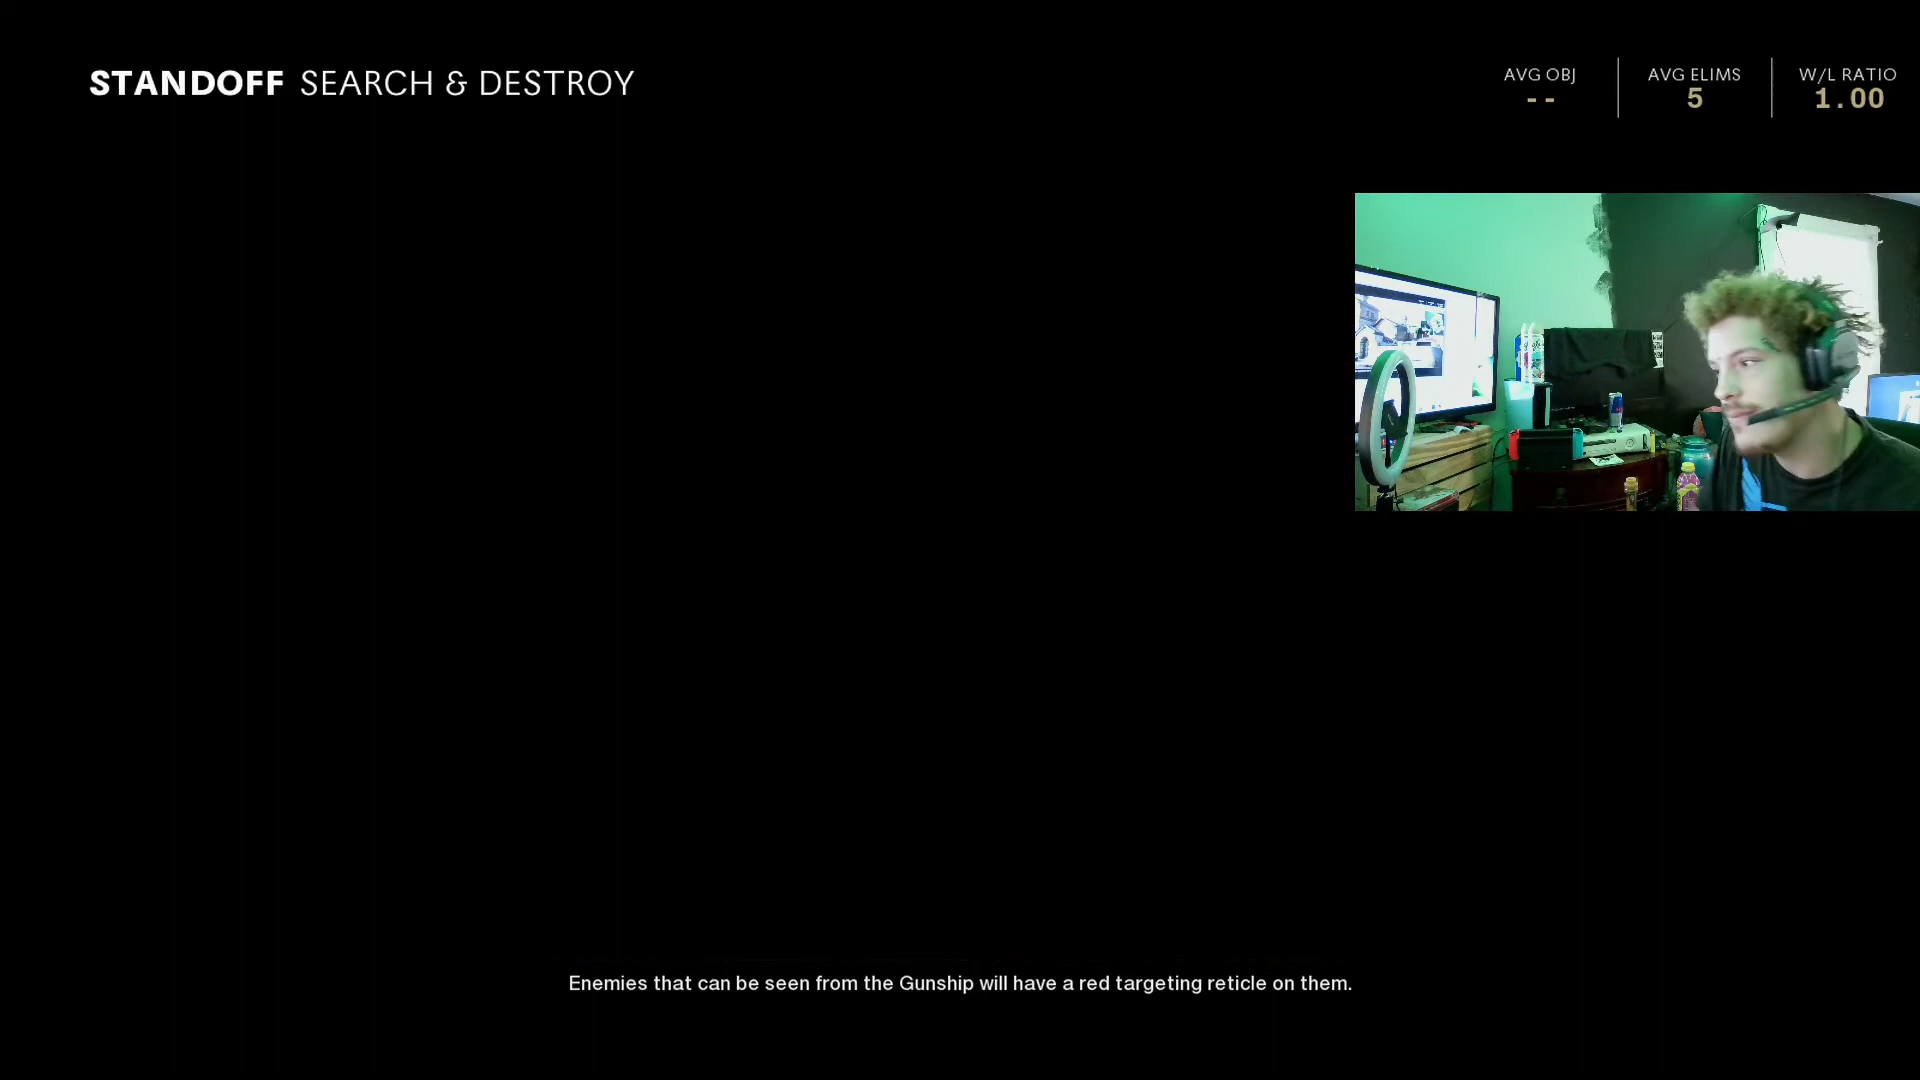 STANDOFF SEARCH & DESTROY
AVG OBJ
--
AVG ELIMS
5
W/L RATIO
1.00
Enemies that can be seen from the Gunship will have a red targeting reticle on them.